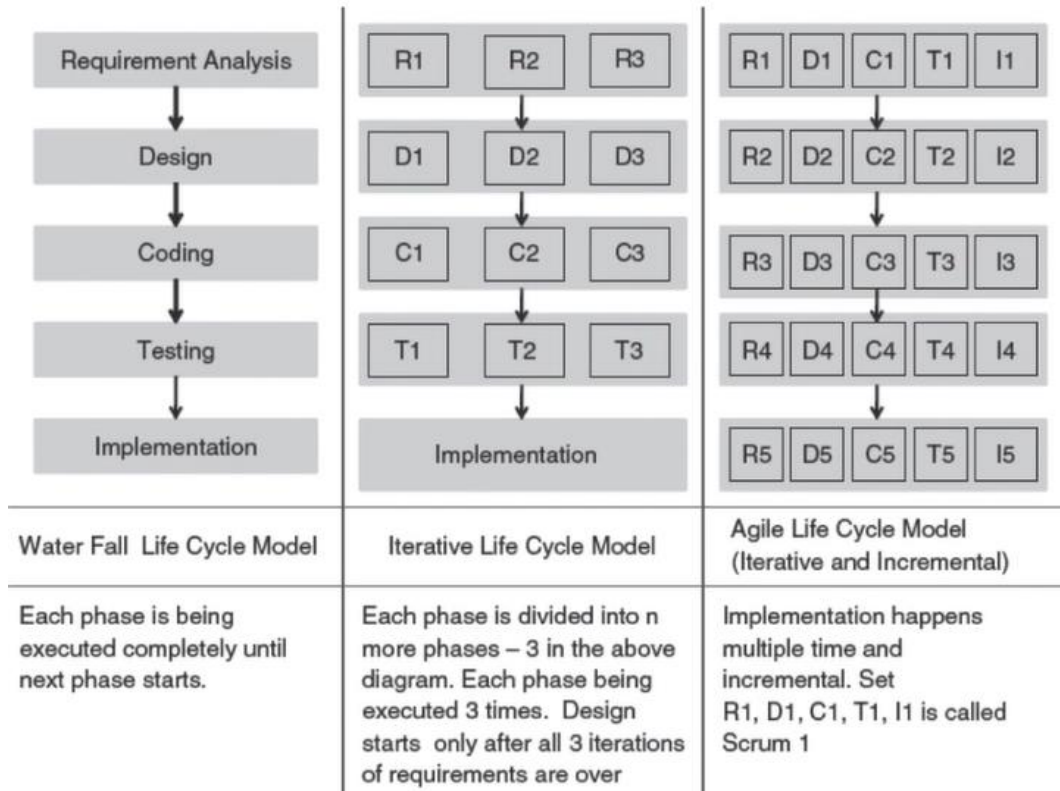 Requirement Analysis
Design
Coding
Testing
Implementation
R1 R2 R3
D1 D2 D3
C1 C2 C3
T1 T2 T3
Implementation
R1 D1 C1 T1 I1
R2 D2 C2 T2 I2
R3 D3 C3 T3 I3
R4 D4 C4 T4 I4
R5 D5 C5 T5 I5
Water Fall Life Cycle Model
Iterative Life Cycle Model
Agile Life Cycle Model
(Iterative and Incremental)
Each phase is being
executed completely until
next phase starts.
Each phase is divided into n
more phases – 3 in the above
diagram. Each phase being
executed 3 times. Design
starts only after all 3 iterations
of requirements are over
Implementation happens
multiple time and
incremental. Set
R1, D1, C1, T1, I1 is called
Scrum 1